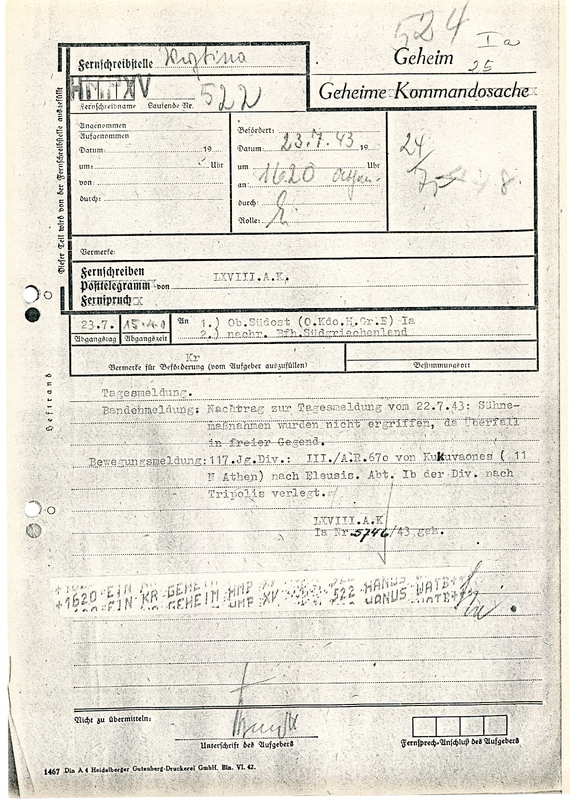 524
Ia
25
Geheim
Geheime Kommandosache
Fernschreibstelle
HMMXV 522
Fernschreibname Laufende Nr.
Dieser Teil wird von der Fernschreibstelle ausgefüllt
Angenommen
Aufgenommen
Datum 19
um: Uhr
von:
durch:
Befördert:
Datum 23.7.43 19
um 1620 Uhr
an
durch:
Rolle:
24
Vermerke:
Fernschreiben
Posttelegramm von LXVIII.A.K.
Fernspruch
23.7. 15.40 An 1.) Ob.Südost (O.Kdo.H.Gr.E) Ia
2.) nachr. Bfh.Südgriechenland
Abgangstag Abgangszeit
Kr
Vermerke für Beförderung (vom Aufgeber auszufüllen) Bestimmungsort
Heftrand
Tagesmeldung.
Bandenmeldung: Nachtrag zur Tagesmeldung vom 22.7.43: Sühne-
maßnahmen wurden nicht ergriffen, da Überfall
in freier Gegend.
Bewegungsmeldung:117.Jg.Div.: III./A.R.670 von Kukuvaones ( 11
N Athen) nach Eleusis. Abt. Ib der Div. nach
Tripolis verlegt.
LXVIII.A.K
Ia Nr.5746/43 geh.
+1620 EIN KR GEHEIM HMP XV 522 HANUS WATB++
Nicht zu übermitteln:
Unterschrift des Aufgebers
Fernsprech-Anschluß des Aufgebers
1467 Din A 4 Heidelberger Gutenberg-Druckerei GmbH. Bln. VI. 42.